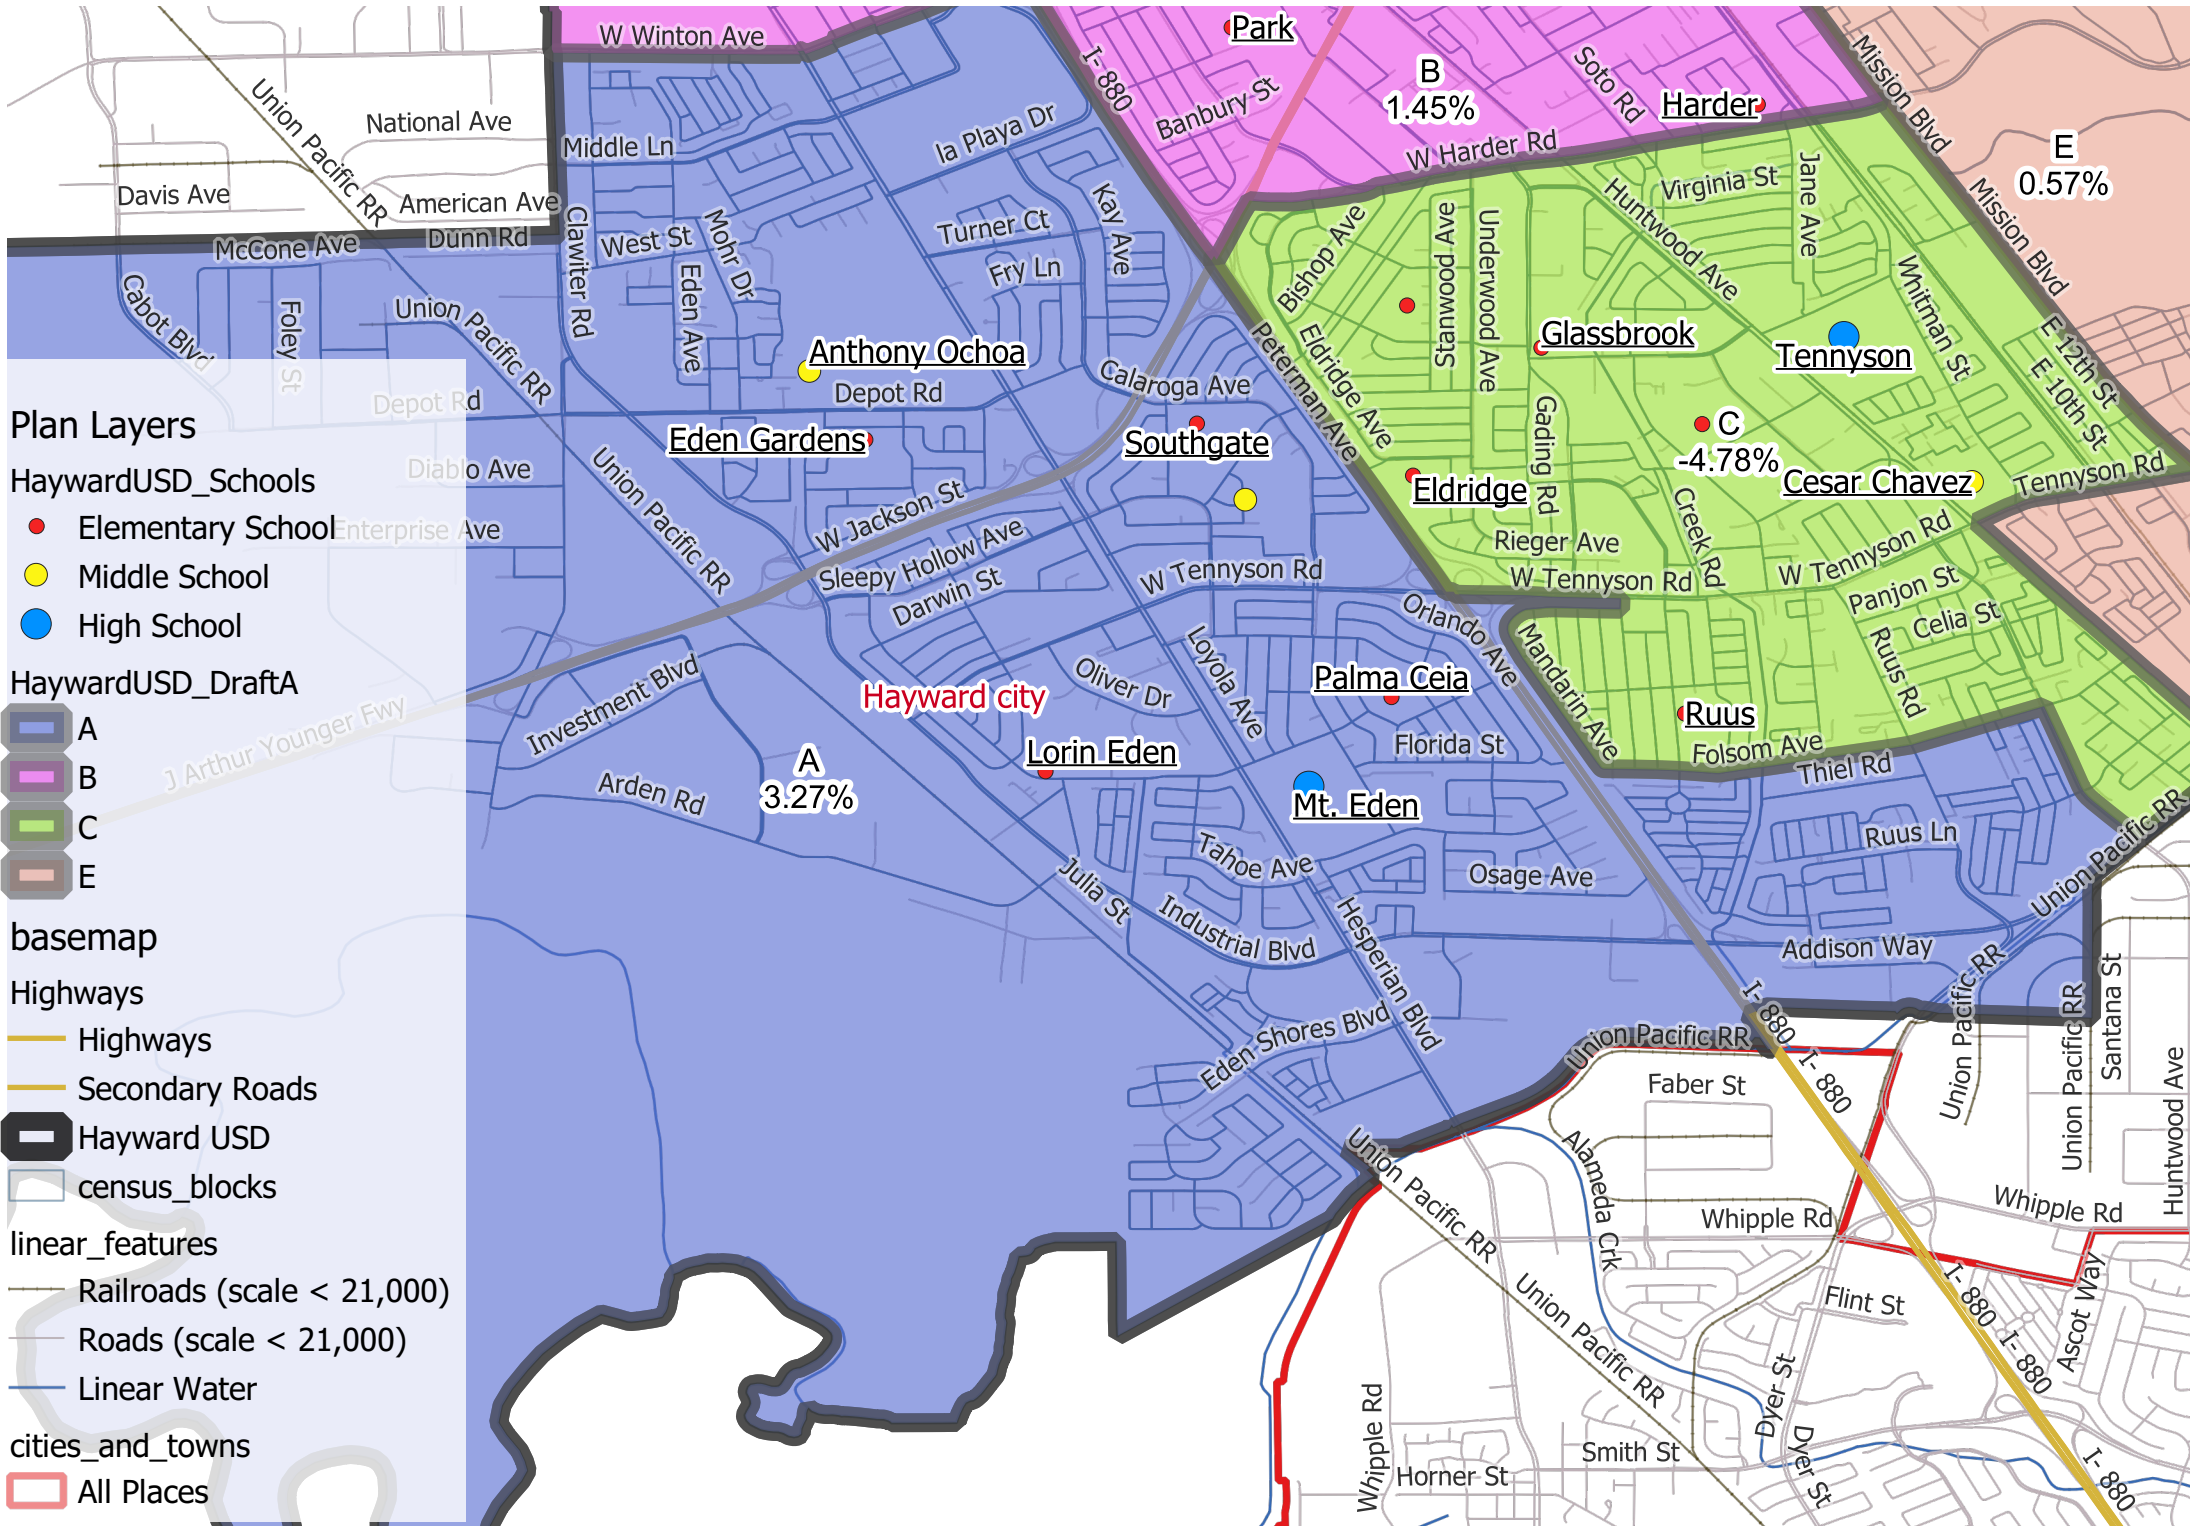 W Winton Ave
Park
I- 880
Banbury St
B
1.45%
Soto Rd
Harder
Mission Blvd
W Harder Rd
E
0.57%
Union Pacific RR
National Ave
Davis Ave
American Ave
Middle Ln
la Playa Dr
McCone Ave
Dunn Rd
Clawiter Rd
West St
Mohr Dr
Eden Ave
Turner Ct
Fry Ln
Kay Ave
Bishop Ave
Stanwood Ave
Underwood Ave
Huntwood Ave
Virginia St
Jane Ave
Whitman St
Mission Blvd
E 12th St
E 10th St
Cabot Blvd
Foley St
Union Pacific RR
Anthony Ochoa
Depot Rd
Calaroga Ave
Peterman Ave
Eldridge Ave
Glassbrook
Tennyson
Eden Gardens
Southgate
Eldridge
Gading Rd
C
-4.78%
Cesar Chavez
Tennyson Rd
Depot Rd
Diablo Ave
Enterprise Ave
Union Pacific RR
W Jackson St
Sleepy Hollow Ave
Darwin St
W Tennyson Rd
Rieger Ave
W Tennyson Rd
Creek Rd
W Tennyson Rd
Panjon St
Celia St
Ruus Rd
Orlando Ave
Mandarin Ave
Loyola Ave
Oliver Dr
Palma Ceia
Ruus
Hayward city
Investment Blvd
J Arthur Younger Fwy
Arden Rd
A
3.27%
Lorin Eden
Florida St
Folsom Ave
Thiel Rd
Mt. Eden
Ruus Ln
Union Pacific RR
Tahoe Ave
Osage Ave
Julia St
Industrial Blvd
Hesperian Blvd
Addison Way
Eden Shores Blvd
Union Pacific RR
I- 880
I- 880
Union Pacific RR
Union Pacific RR
Union Pacific RR
Santana St
Huntwood Ave
Faber St
Alameda Crk
Union Pacific RR
Whipple Rd
Whipple Rd
Union Pacific RR
Flint St
I- 880
I- 880
Ascot Way
Dyer St
Dyer St
Whipple Rd
Smith St
Horner St
I- 880
Plan Layers
HaywardUSD_Schools
Elementary School
Middle School
High School
HaywardUSD_DraftA
A
B
C
E
basemap
Highways
Highways
Secondary Roads
Hayward USD
census_blocks
linear_features
Railroads (scale < 21,000)
Roads (scale < 21,000)
Linear Water
cities_and_towns
All Places